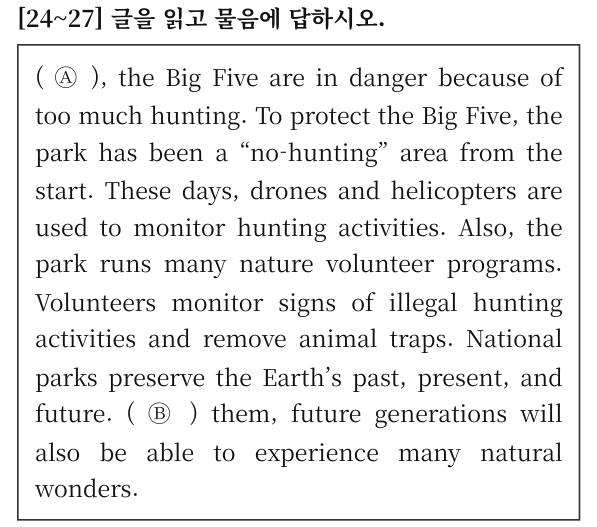 [24~27] 글을 읽고 물음에 답하시오.
( Ⓐ ), the Big Five are in danger because of
too much hunting. To protect the Big Five, the
park has been a “no-hunting” area from the
start. These days, drones and helicopters are
used to monitor hunting activities. Also, the
park runs many nature volunteer programs.
Volunteers monitor signs of illegal hunting
activities and remove animal traps. National
parks preserve the Earth’s past, present, and
future. ( Ⓑ ) them, future generations will
also be able to experience many natural
wonders.